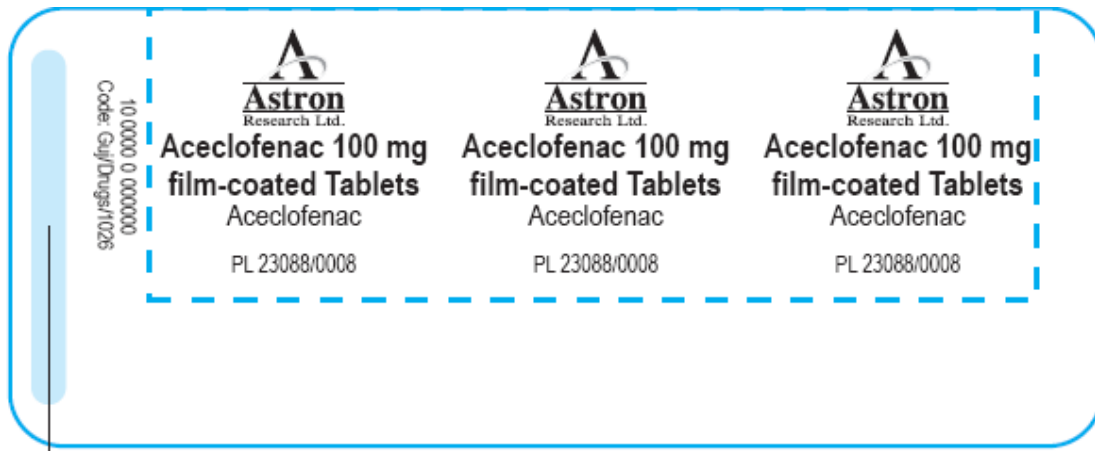 10 0000 0 000000
Code: Guj/Drugs/1026
A
Astron
Research Ltd.
Aceclofenac 100 mg
film-coated Tablets
Aceclofenac
PL 23088/0008
A
Astron
Research Ltd.
Aceclofenac 100 mg
film-coated Tablets
Aceclofenac
PL 23088/0008
A
Astron
Research Ltd.
Aceclofenac 100 mg
film-coated Tablets
Aceclofenac
PL 23088/0008